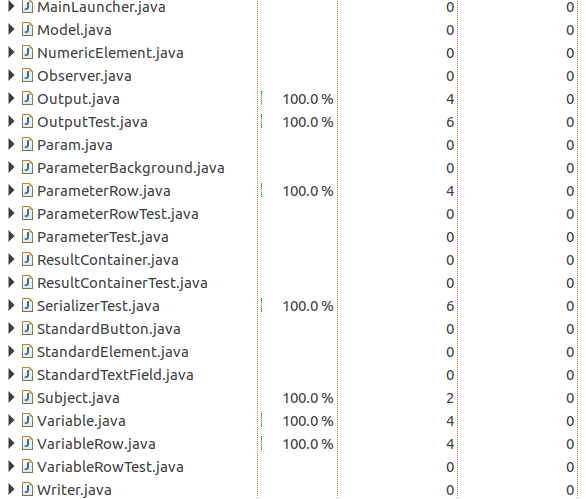 MainLauncher.java 0 0
Model.java 0 0
NumericElement.java 0 0
Observer.java 0 0
Output.java 100.0 % 4 0
OutputTest.java 100.0 % 6 0
Param.java 0 0
ParameterBackground.java 0 0
ParameterRow.java 100.0 % 4 0
ParameterRowTest.java 0 0
ParameterTest.java 0 0
ResultContainer.java 0 0
ResultContainerTest.java 0 0
SerializerTest.java 100.0 % 6 0
StandardButton.java 0 0
StandardElement.java 0 0
StandardTextField.java 0 0
Subject.java 100.0 % 2 0
Variable.java 100.0 % 4 0
VariableRow.java 100.0 % 4 0
VariableRowTest.java 0 0
Writer.java 0 0